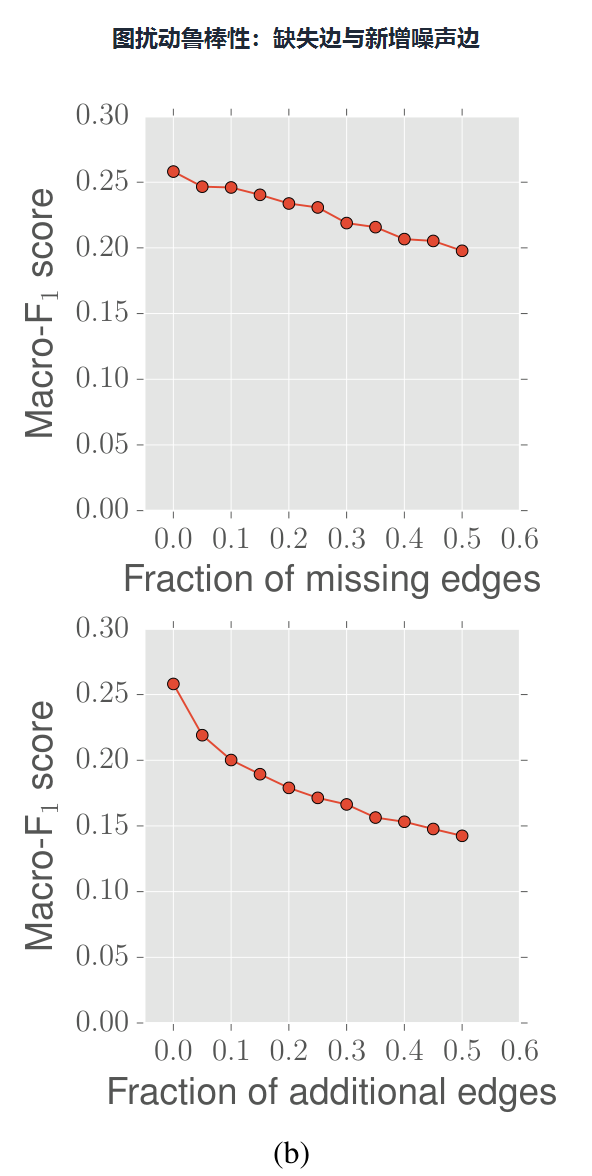 图扰动鲁棒性：缺失边与新增噪声边
0.30
0.25
0.20
0.15
0.10
0.05
0.00
Macro-F₁ score
0.0 0.1 0.2 0.3 0.4 0.5 0.6
Fraction of missing edges
0.30
0.25
0.20
0.15
0.10
0.05
0.00
Macro-F₁ score
0.0 0.1 0.2 0.3 0.4 0.5 0.6
Fraction of additional edges
(b)